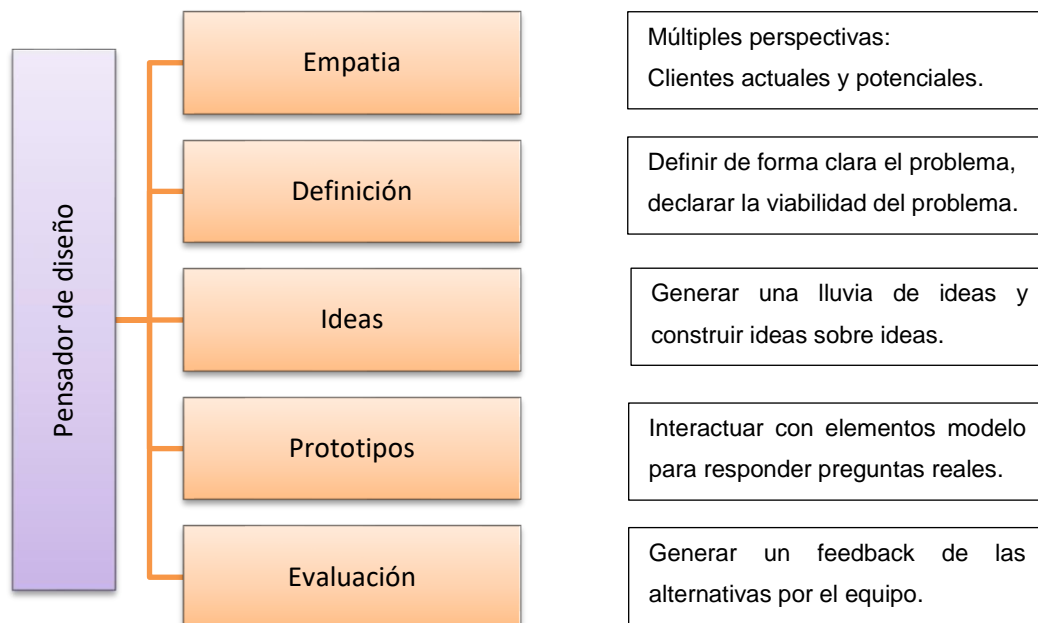 Pensador de diseño
Empatia
Múltiples perspectivas:
Clientes actuales y potenciales.
Definición
Definir de forma clara el problema,
declarar la viabilidad del problema.
Ideas
Generar una lluvia de ideas y
construir ideas sobre ideas.
Prototipos
Interactuar con elementos modelo
para responder preguntas reales.
Evaluación
Generar un feedback de las
alternativas por el equipo.